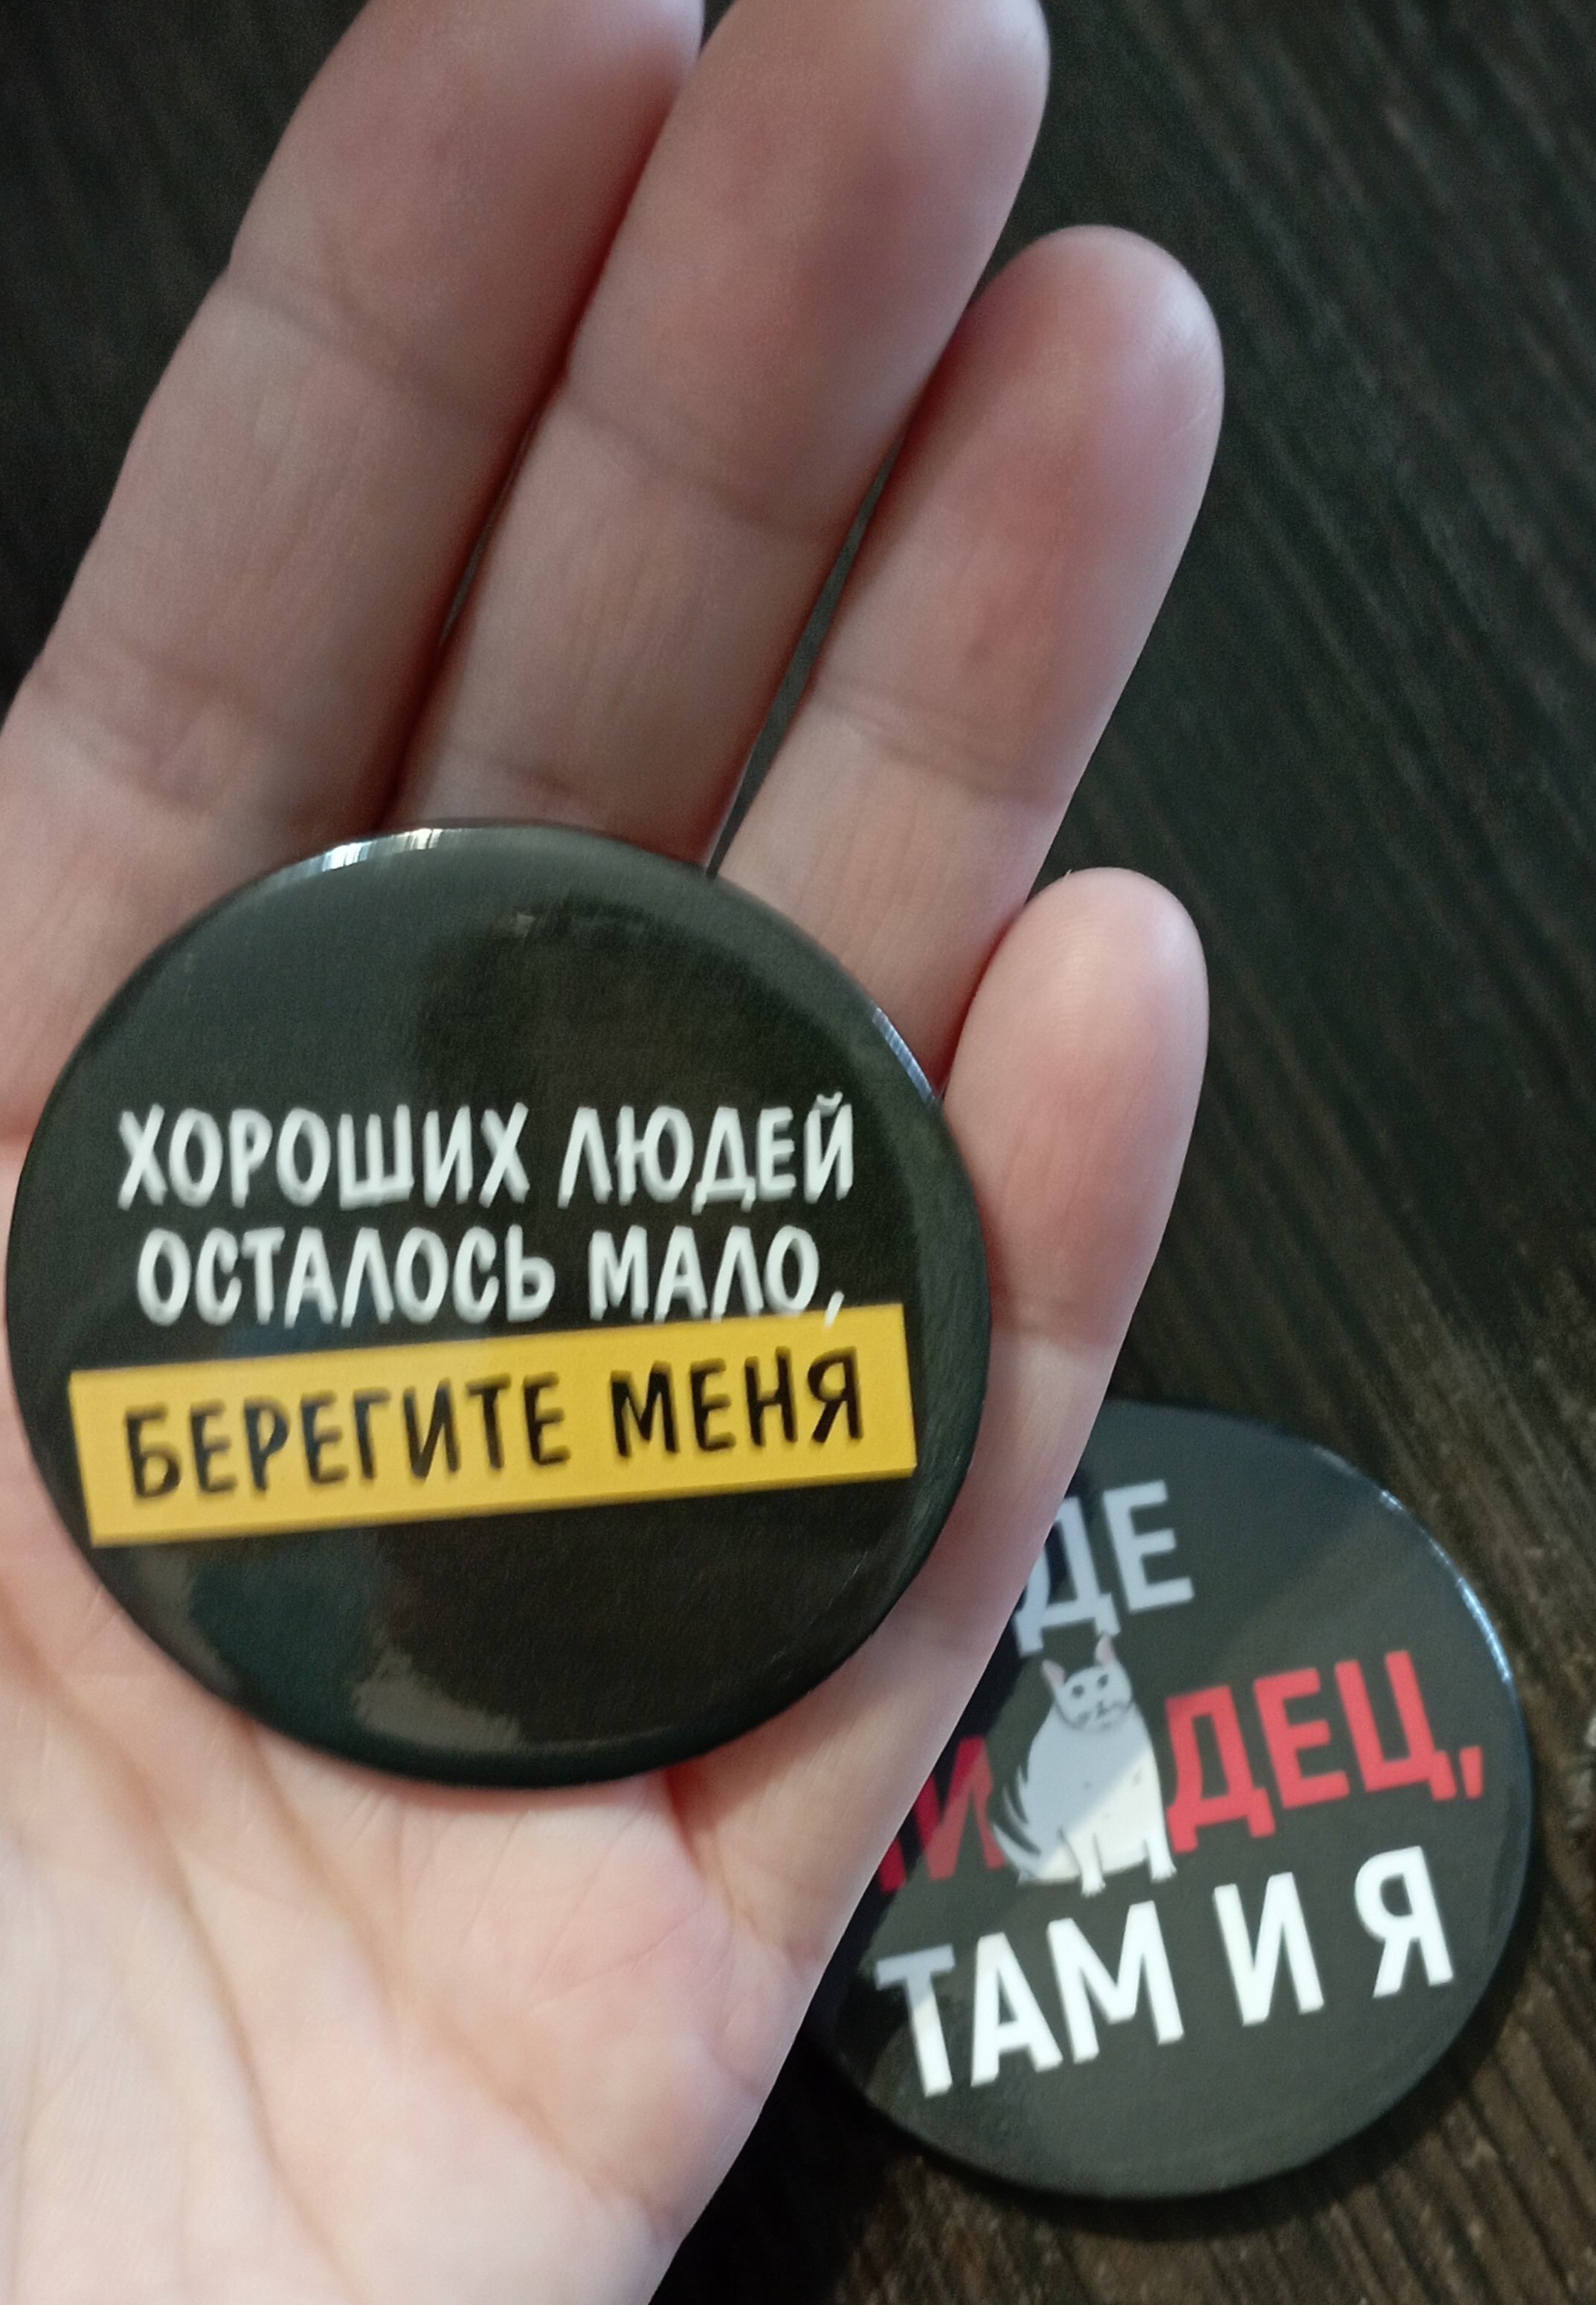 ХОРОШИХ ЛЮДЕЙ
ОСТАЛОСЬ МАЛО,
БЕРЕГИТЕ МЕНЯ
ДЕ
ДЕЦ,
ТАМ И Я